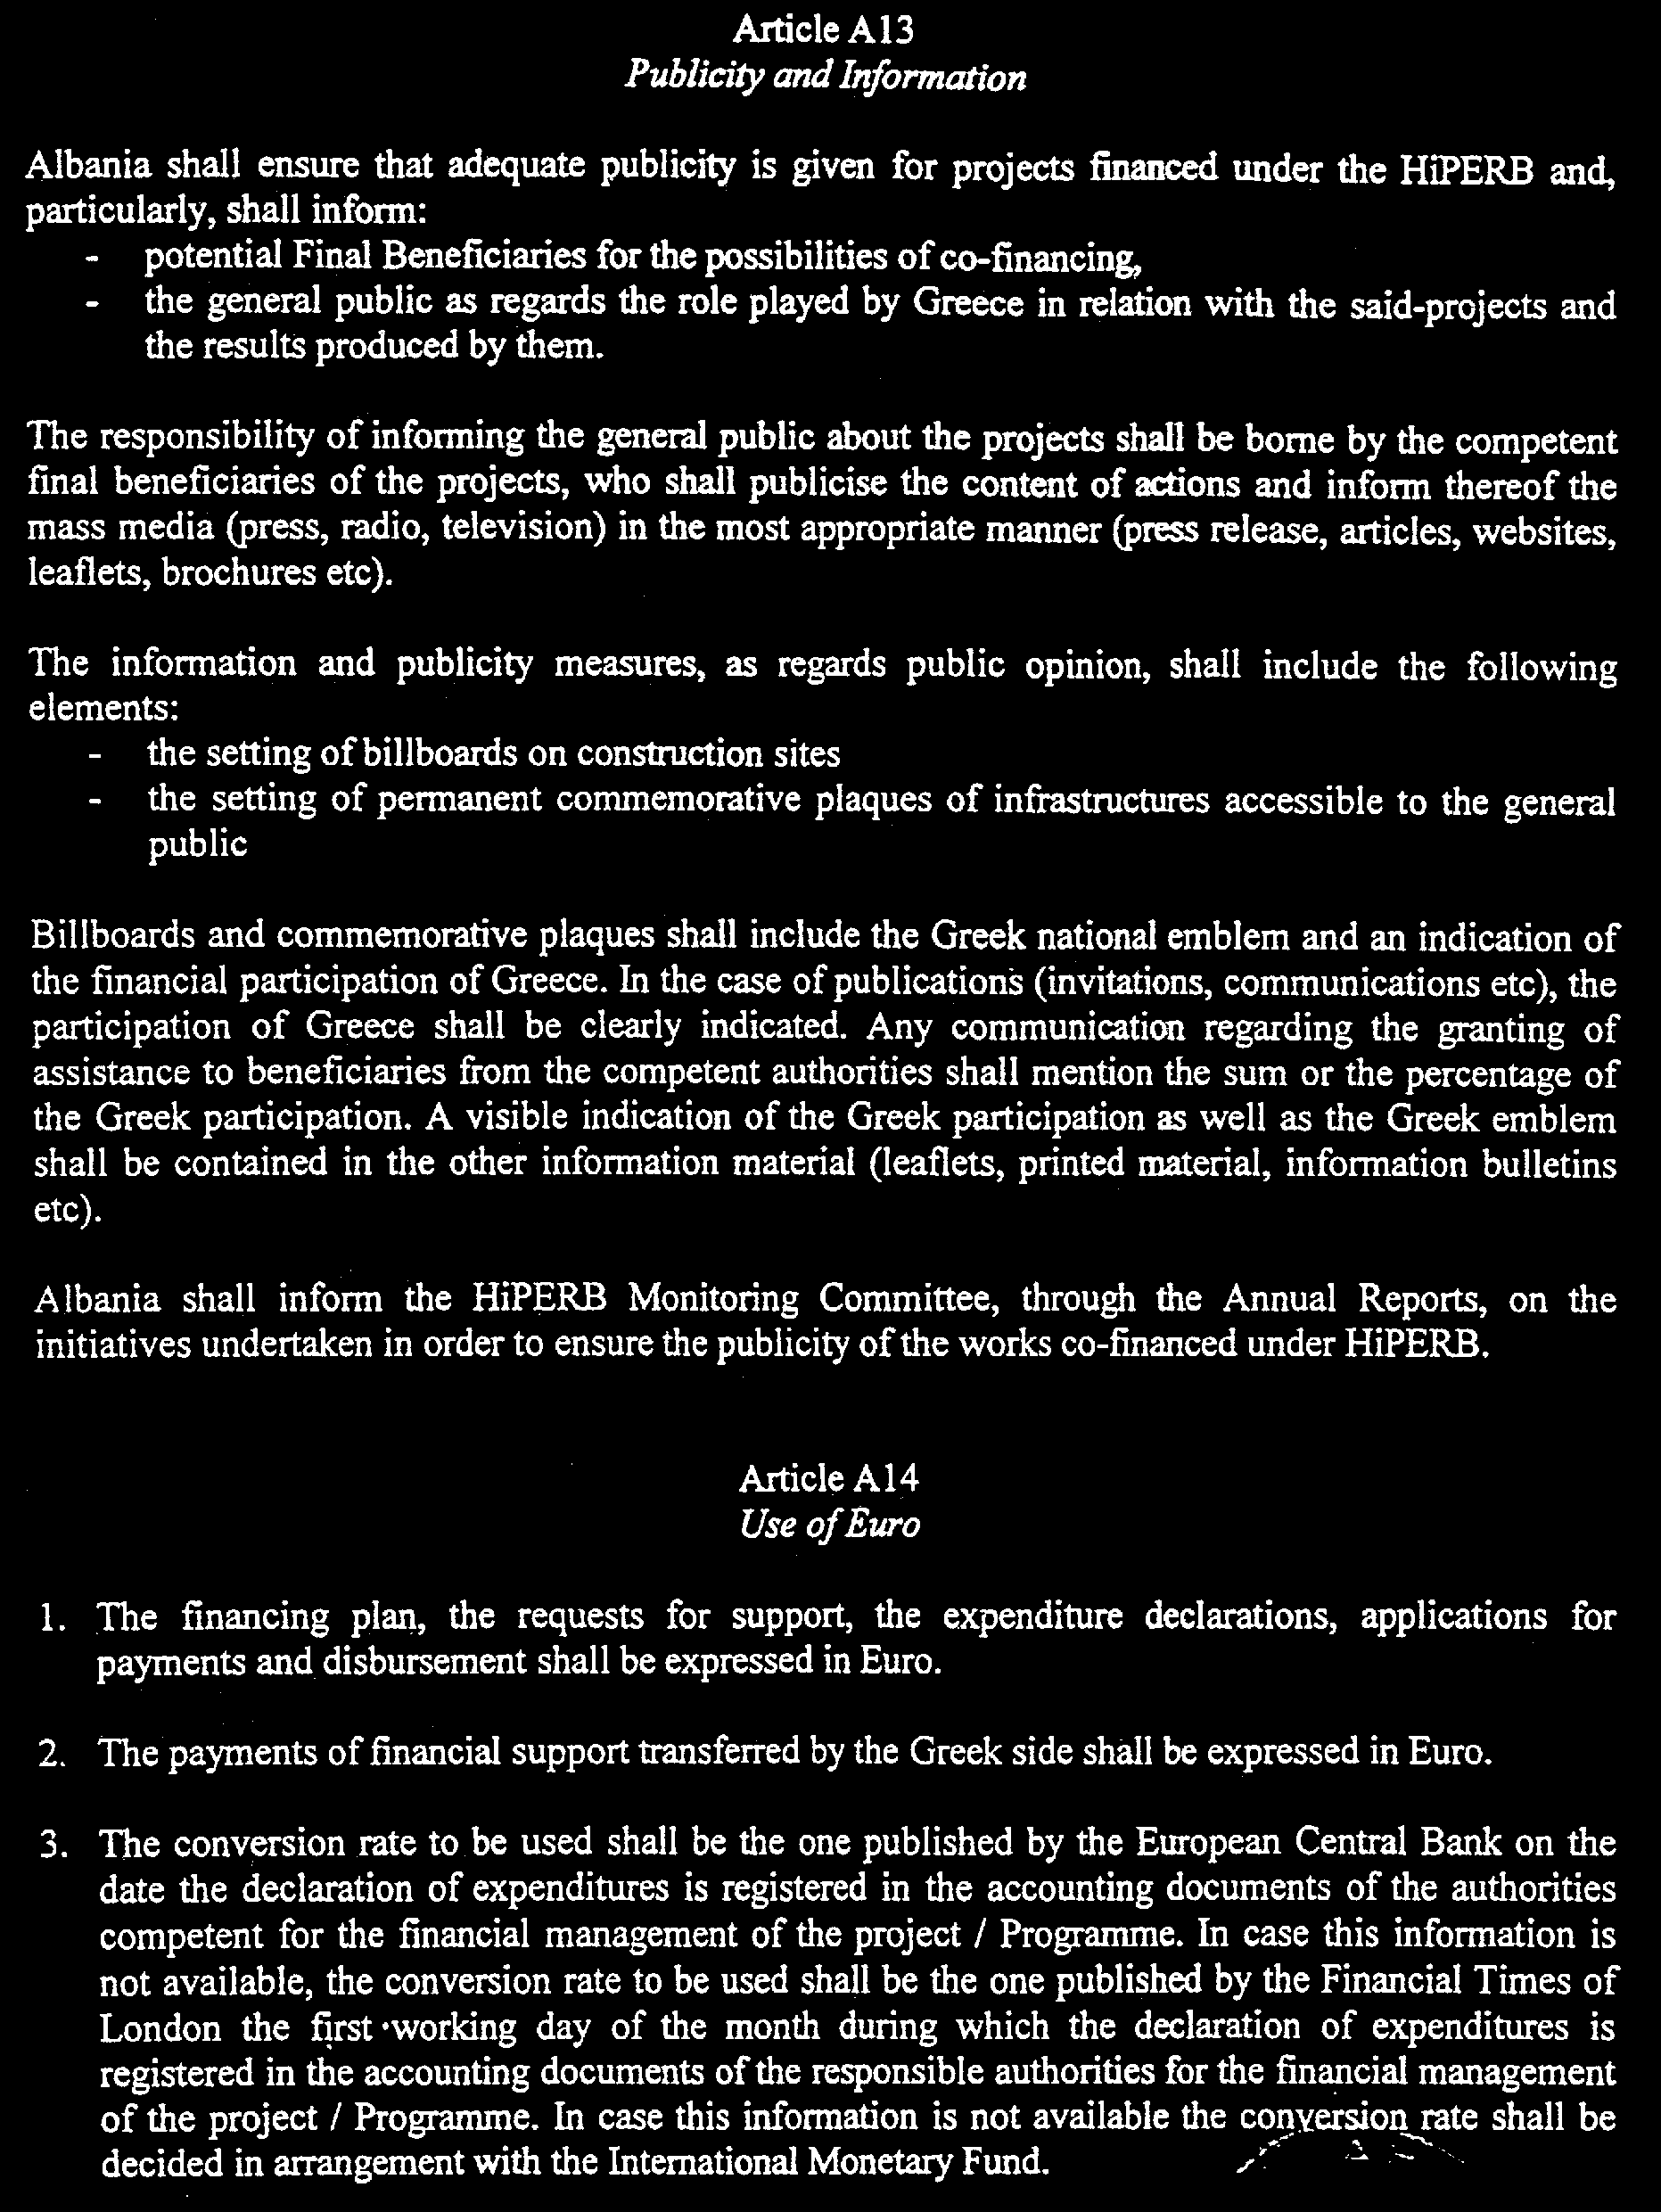 Article A13
Publicity and Information
Albania shall ensure that adequate publicity is given for projects financed under the HiPERB and,
particularly, shall inform:
- potential Final Beneficiaries for the possibilities of co-financing,
- the general public as regards the role played by Greece in relation with the said-projects and
the results produced by them.
The responsibility of informing the general public about the projects shall be borne by the competent
final beneficiaries of the projects, who shall publicise the content of actions and inform thereof the
mass media (press, radio, television) in the most appropriate manner (press release, articles, websites,
leaflets, brochures etc).
The information and publicity measures, as regards public opinion, shall include the following
elements:
- the setting of billboards on construction sites
- the setting of permanent commemorative plaques of infrastructures accessible to the general
public
Billboards and commemorative plaques shall include the Greek national emblem and an indication of
the financial participation of Greece. In the case of publications (invitations, communications etc), the
participation of Greece shall be clearly indicated. Any communication regarding the granting of
assistance to beneficiaries from the competent authorities shall mention the sum or the percentage of
the Greek participation. A visible indication of the Greek participation as well as the Greek emblem
shall be contained in the other information material (leaflets, printed material, information bulletins
etc).
Albania shall inform the HiPERB Monitoring Committee, through the Annual Reports, on the
initiatives undertaken in order to ensure the publicity of the works co-financed under HiPERB.
Article A14
Use of Euro
1. The financing plan, the requests for support, the expenditure declarations, applications for
payments and disbursement shall be expressed in Euro.
2. The payments of financial support transferred by the Greek side shall be expressed in Euro.
3. The conversion rate to be used shall be the one published by the European Central Bank on the
date the declaration of expenditures is registered in the accounting documents of the authorities
competent for the financial management of the project / Programme. In case this information is
not available, the conversion rate to be used shall be the one published by the Financial Times of
London the first working day of the month during which the declaration of expenditures is
registered in the accounting documents of the responsible authorities for the financial management
of the project / Programme. In case this information is not available the conversion rate shall be
decided in arrangement with the International Monetary Fund.